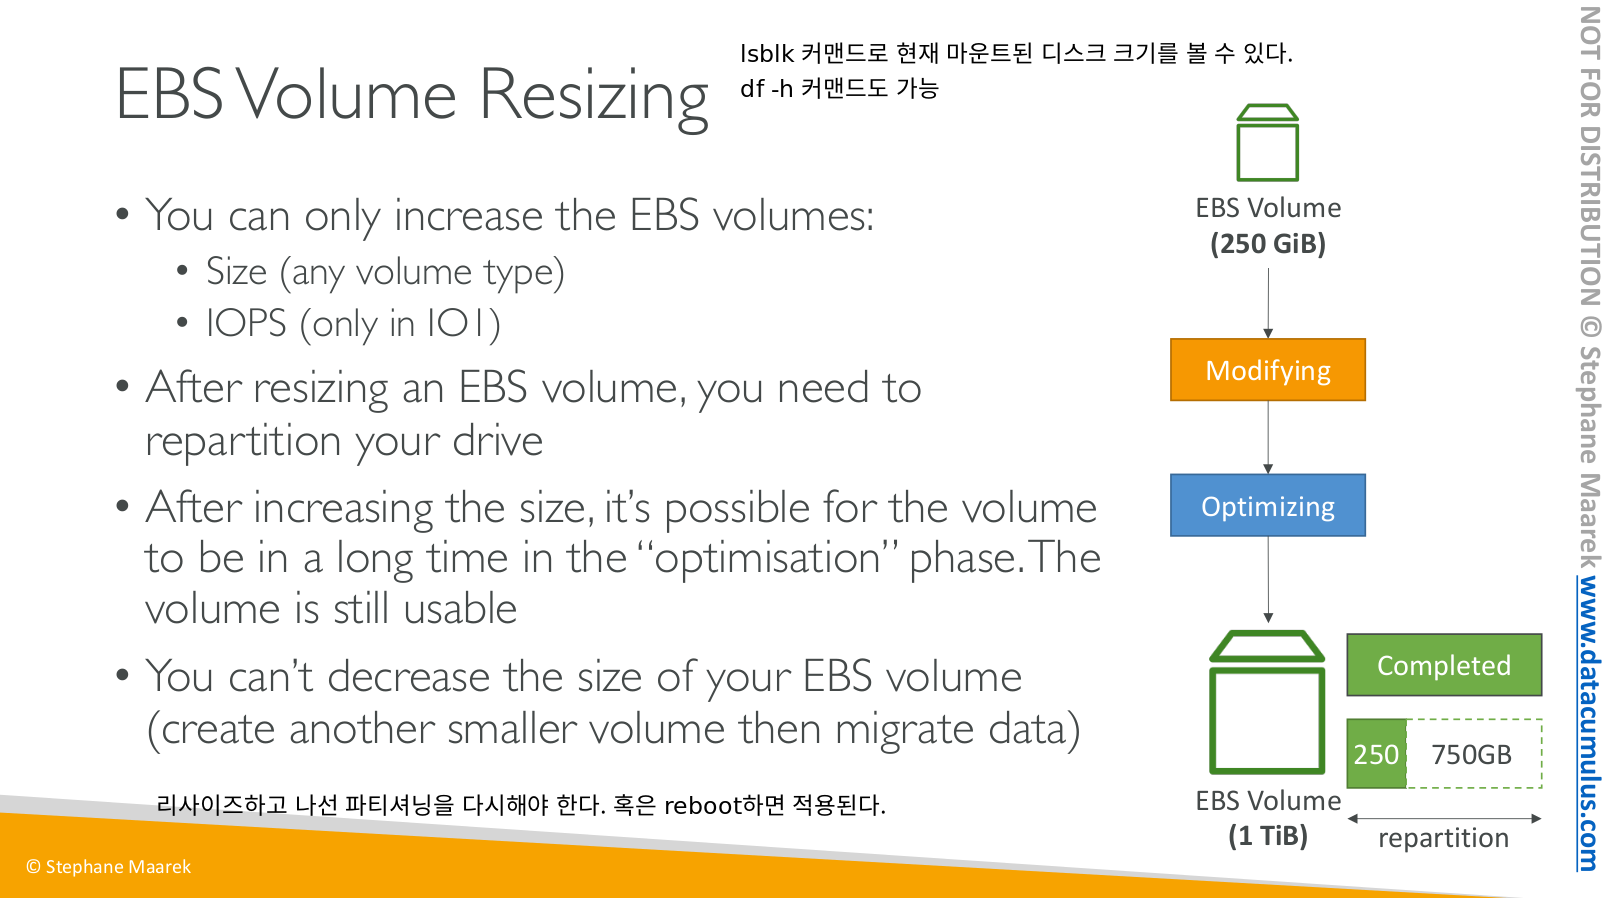 lsblk 커맨드로 현재 마운트된 디스크 크기를 볼 수 있다.
df -h 커맨드도 가능
EBS Volume Resizing
• You can only increase the EBS volumes:
• Size (any volume type)
• IOPS (only in IO1)
• After resizing an EBS volume, you need to
repartition your drive
• After increasing the size, it’s possible for the volume
to be in a long time in the “optimisation” phase. The
volume is still usable
• You can’t decrease the size of your EBS volume
(create another smaller volume then migrate data)
리사이즈하고 나선 파티셔닝을 다시해야 한다. 혹은 reboot하면 적용된다.
EBS Volume
(250 GiB)
Modifying
Optimizing
Completed
250
750GB
EBS Volume
(1 TiB)
repartition
© Stephane Maarek
NOT FOR DISTRIBUTION © Stephane Maarek www.datacumulus.com